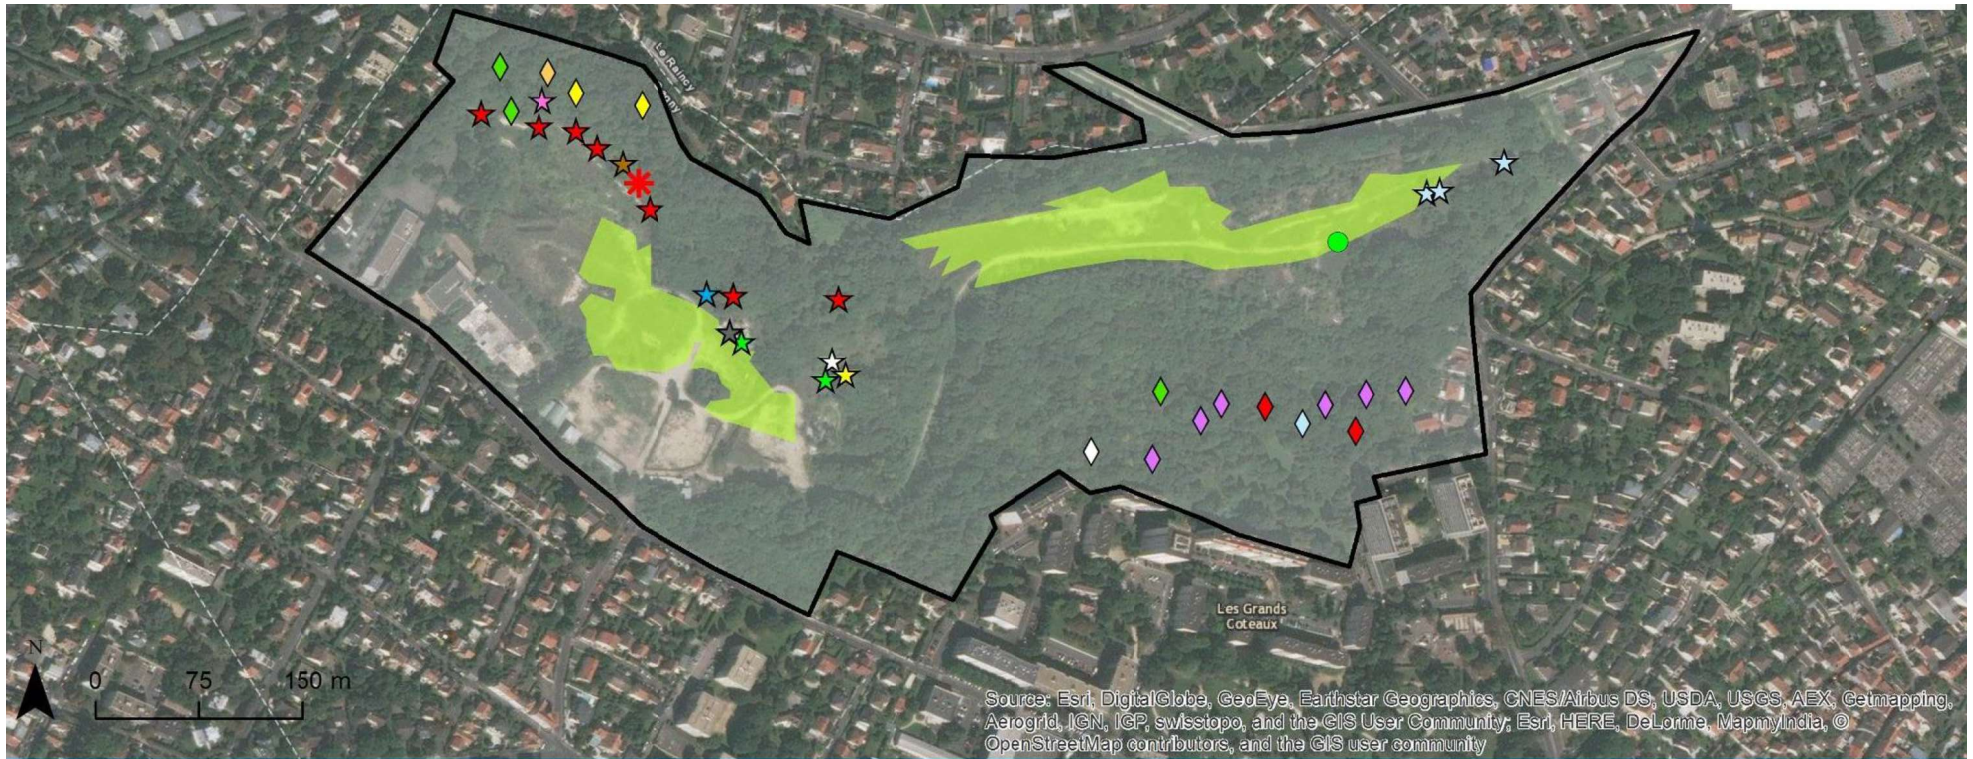 Le Raincy
ny
N
0 75 150 m
Les Grands
Coteaux
Source: Esri, DigitalGlobe, GeoEye, Earthstar Geographics, CNES/Airbus DS, USDA, USGS, AEX, Getmapping,
Aerogrid, IGN, IGP, swisstopo, and the GIS User Community; Esri, HERE, DeLorme, MapmyIndia, ©
OpenStreetMap contributors, and the GIS user community